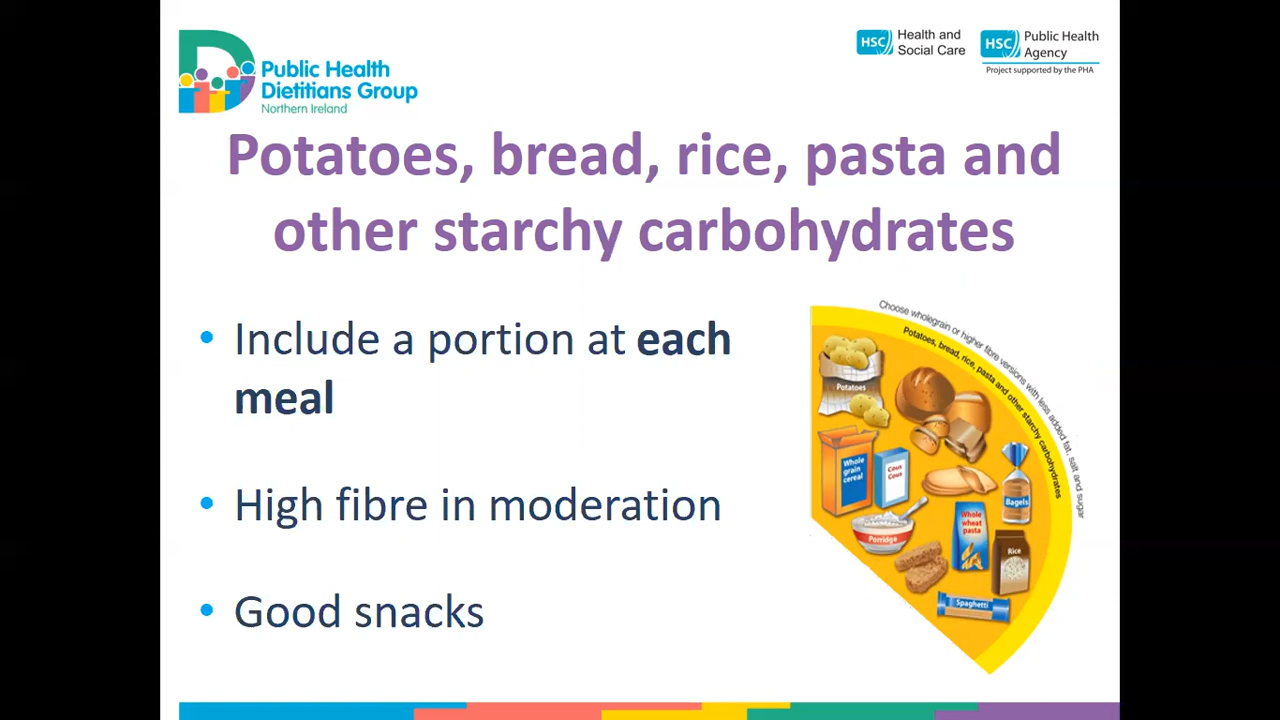 Public Health
Dietitians Group
Northern Ireland
HSC
Health and
Social Care
HSC
Public Health
Agency
Project supported by the PHA
Potatoes, bread, rice, pasta and
other starchy carbohydrates
• Include a portion at each
meal
• High fibre in moderation
• Good snacks
Choose wholegrain or higher fibre versions with less added fat, salt and sugar
Potatoes, bread, rice, pasta and other starchy carbohydrates
Potatoes
Whole
grain
cereal
Cous
Cous
Bagels
Porridge
Whole
wheat
pasta
Rice
Spaghetti